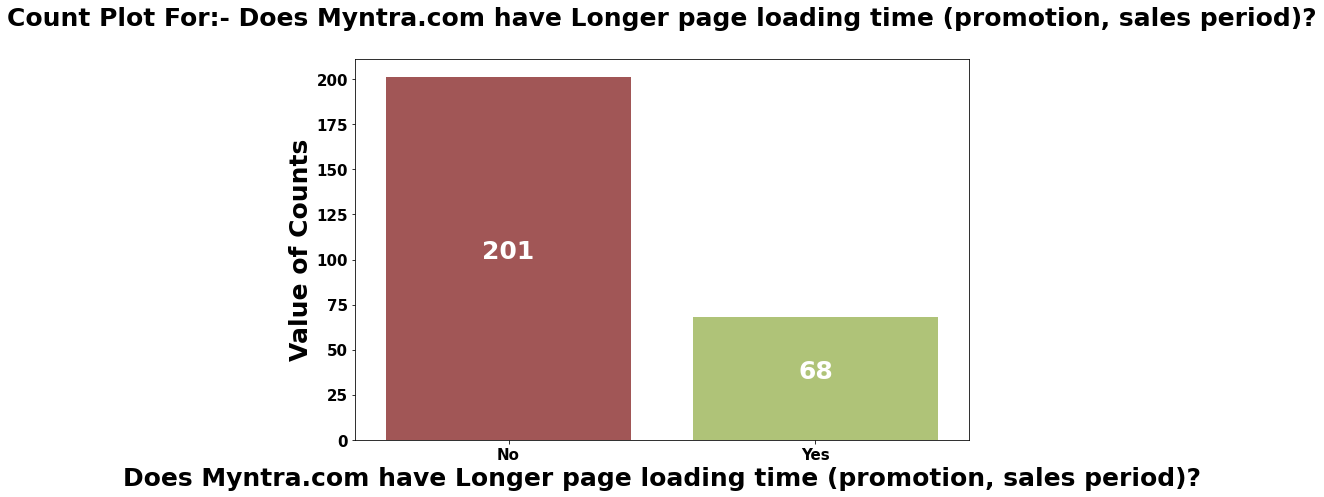 Count Plot For:- Does Myntra.com have Longer page loading time (promotion, sales period)?
Value of Counts
200
175
150
125
100
75
50
25
0
201
68
No
Yes
Does Myntra.com have Longer page loading time (promotion, sales period)?